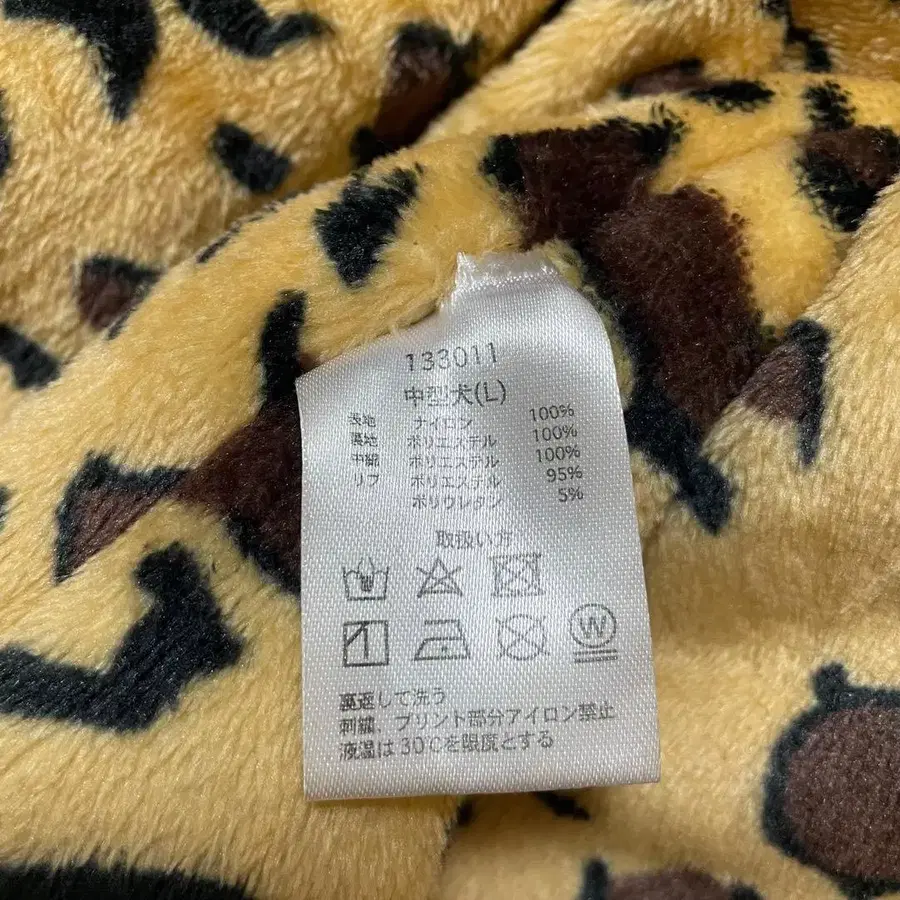 133011
中型犬(L)
表地 ナイロン 100%
裏地 ポリエステル 100%
中綿 ポリエステル 100%
リブ ポリエステル 95%
ポリウレタン 5%
取扱い方
W
裏返して洗う
刺繍、プリント部分アイロン禁止
液温は30℃を限度とする